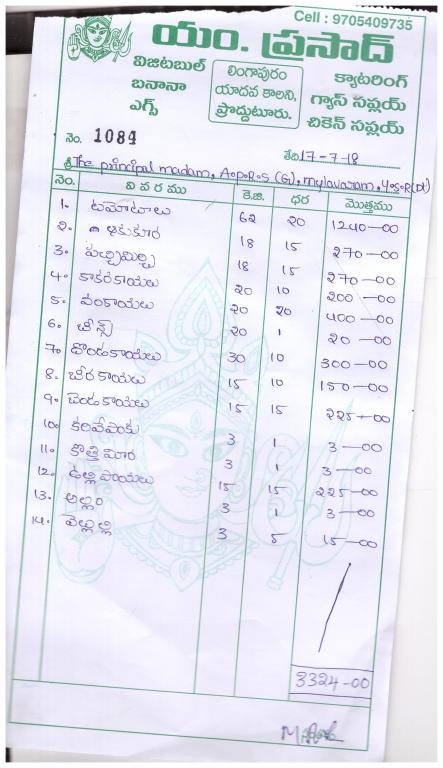 Cell : 9705409735
యం. ప్రసాద్
విజిటబుల్
బనానా
ఎగ్స్
లింగాపురం
యాదవ కాలని,
ప్రొద్దుటూరు.
క్యాటరింగ్
గ్యాస్ సప్లయ్
చికెన్ సప్లయ్
నెం. 1084
తేది 17-7-18
శ్రీ The principal madam, A.P.R.S (G), mylavaram, Y.S.R(Dt)
నెం. వివరము కె.జి. ధర మొత్తము
1. టమాటాలు 62 20 1240-00
2. ఆకుకూర 18 15 270-00
3. పచ్చిమిర్చి 18 15 270-00
4. కాకరకాయలు 20 10 200-00
5. వంకాయలు 20 20 400-00
6. బీన్స్ 20 1 20-00
7. దొండకాయలు 30 10 300-00
8. బీరకాయలు 15 10 150-00
9. బెండకాయలు 15 15 225-00
10. కరివేపాకు 3 1 3-00
11. కొత్తిమీర 3 1 3-00
12. ఉల్లిపాయలు 15 15 225-00
13. అల్లం 3 1 3-00
14. వెల్లుల్లి 3 5 15-00
3324-00